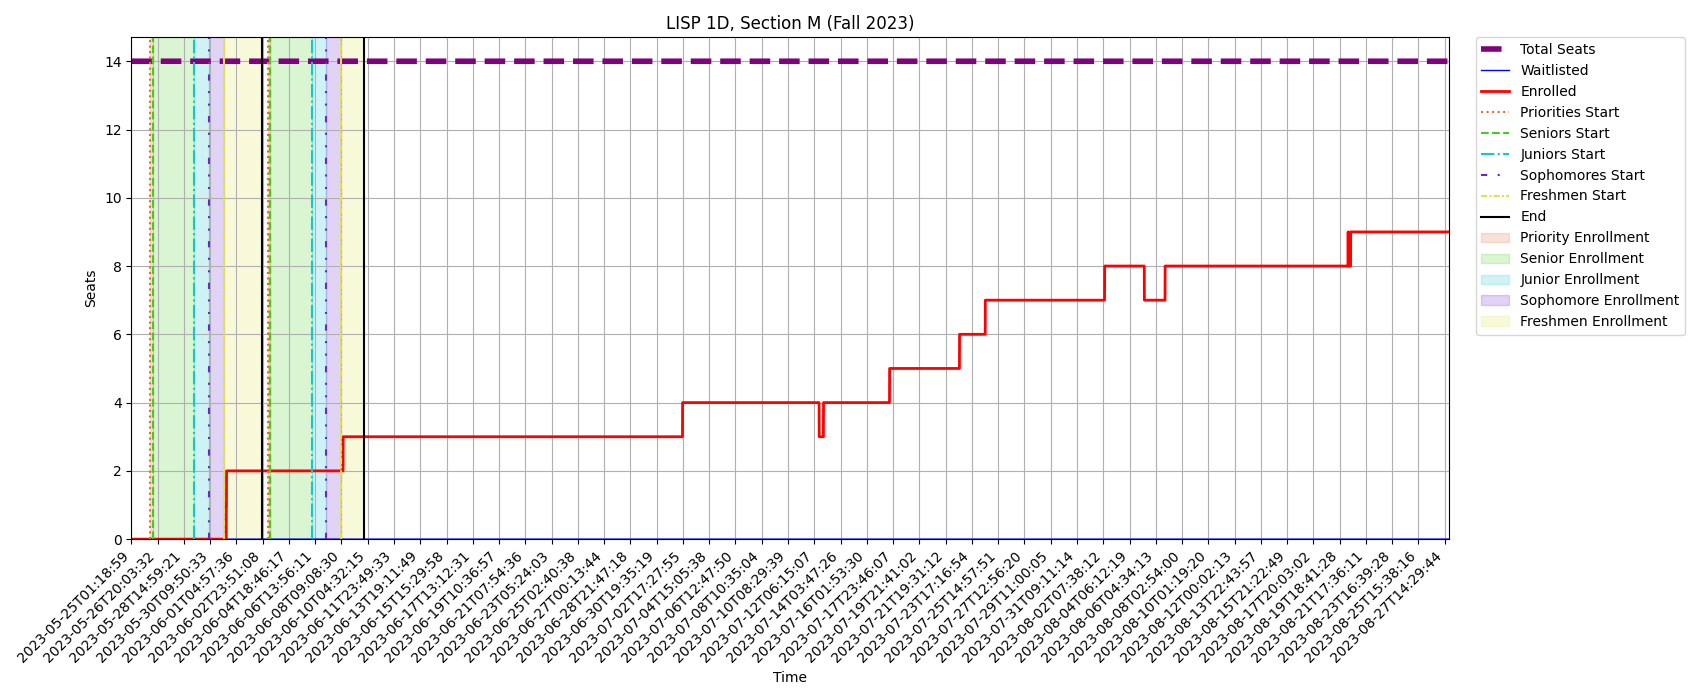 LISP 1D, Section M (Fall 2023)
Total Seats
Waitlisted
Enrolled
Priorities Start
Seniors Start
Juniors Start
Sophomores Start
Freshmen Start
End
Priority Enrollment
Senior Enrollment
Junior Enrollment
Sophomore Enrollment
Freshmen Enrollment
Seats
14
12
10
8
6
4
2
0
2023-05-25T01:18:59
2023-05-26T20:03:32
2023-05-28T14:59:21
2023-05-30T09:50:33
2023-06-01T04:57:36
2023-06-02T23:51:08
2023-06-04T18:46:17
2023-06-06T13:56:11
2023-06-08T09:08:30
2023-06-10T04:32:15
2023-06-11T23:49:33
2023-06-13T19:11:49
2023-06-15T15:29:58
2023-06-17T13:12:31
2023-06-19T10:36:57
2023-06-21T07:54:36
2023-06-23T05:24:03
2023-06-25T02:40:38
2023-06-27T00:13:44
2023-06-28T21:47:18
2023-06-30T19:35:19
2023-07-02T17:27:55
2023-07-04T15:05:38
2023-07-06T12:47:50
2023-07-08T10:35:04
2023-07-10T08:29:39
2023-07-12T06:15:07
2023-07-14T03:47:26
2023-07-16T01:53:30
2023-07-17T23:46:07
2023-07-19T21:41:02
2023-07-21T19:31:12
2023-07-23T17:16:54
2023-07-25T14:57:51
2023-07-27T12:56:20
2023-07-29T11:00:05
2023-07-31T09:11:14
2023-08-02T07:38:12
2023-08-04T06:12:19
2023-08-06T04:34:13
2023-08-08T02:54:00
2023-08-10T01:19:20
2023-08-12T00:02:13
2023-08-13T22:43:57
2023-08-15T21:22:49
2023-08-17T20:03:02
2023-08-19T18:41:28
2023-08-21T17:36:11
2023-08-23T16:39:28
2023-08-25T15:38:16
2023-08-27T14:29:44
Time